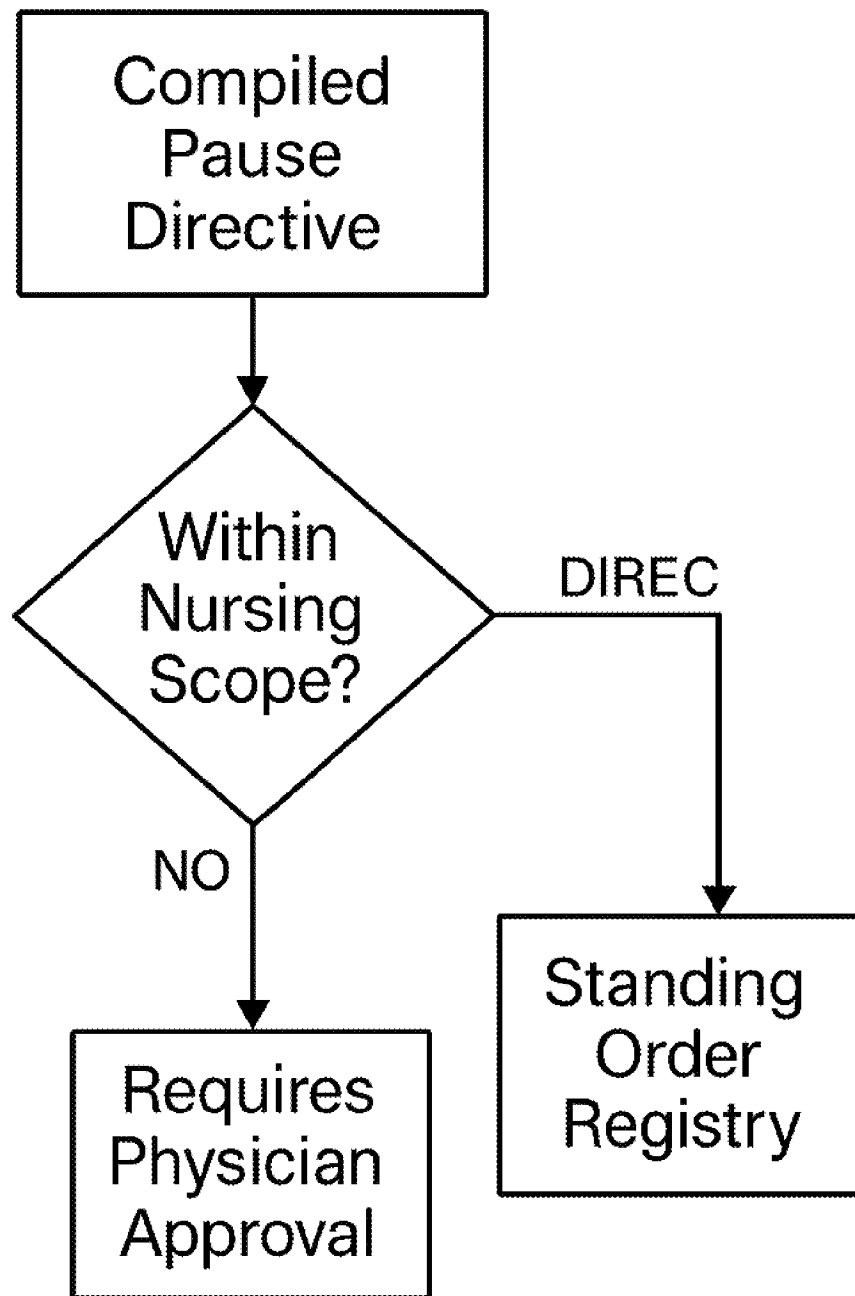 Compiled
Pause
Directive
Within
Nursing
Scope?
DIREC
NO
Standing
Order
Registry
Requires
Physician
Approval